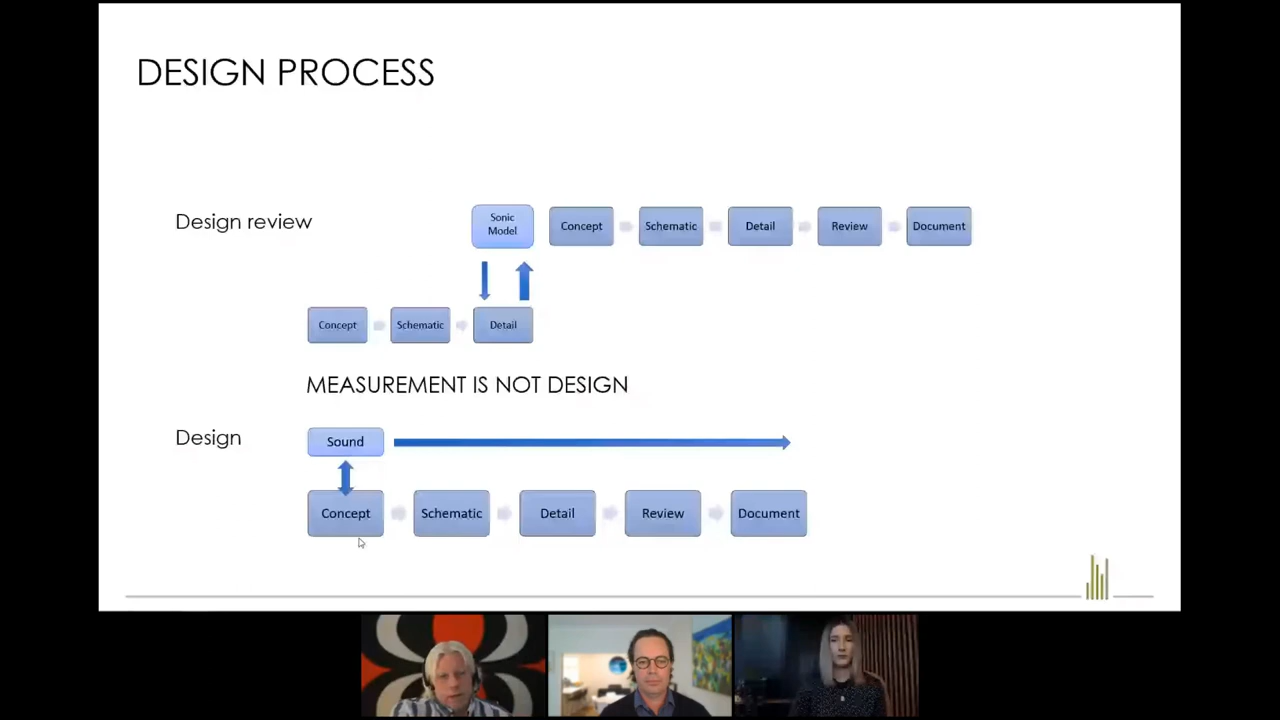 DESIGN PROCESS
Design review
Sonic
Model
Concept
Schematic
Detail
Review
Document
Concept
Schematic
Detail
MEASUREMENT IS NOT DESIGN
Design
Sound
Concept
Schematic
Detail
Review
Document